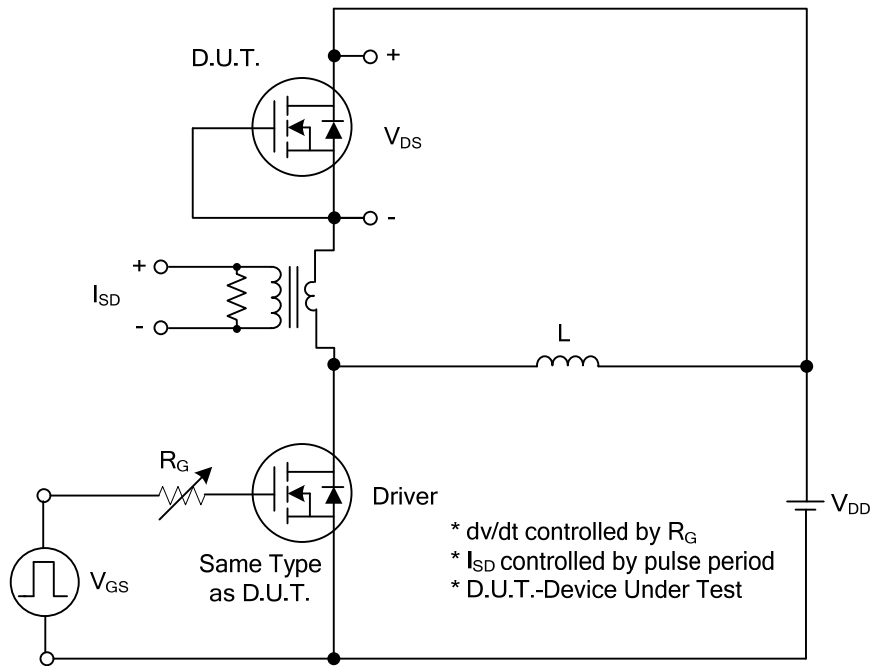 D.U.T.
+
VDS
-
+
ISD
-
L
RG
Driver
VDD
VGS
Same Type
as D.U.T.
* dv/dt controlled by RG
* ISD controlled by pulse period
* D.U.T.-Device Under Test